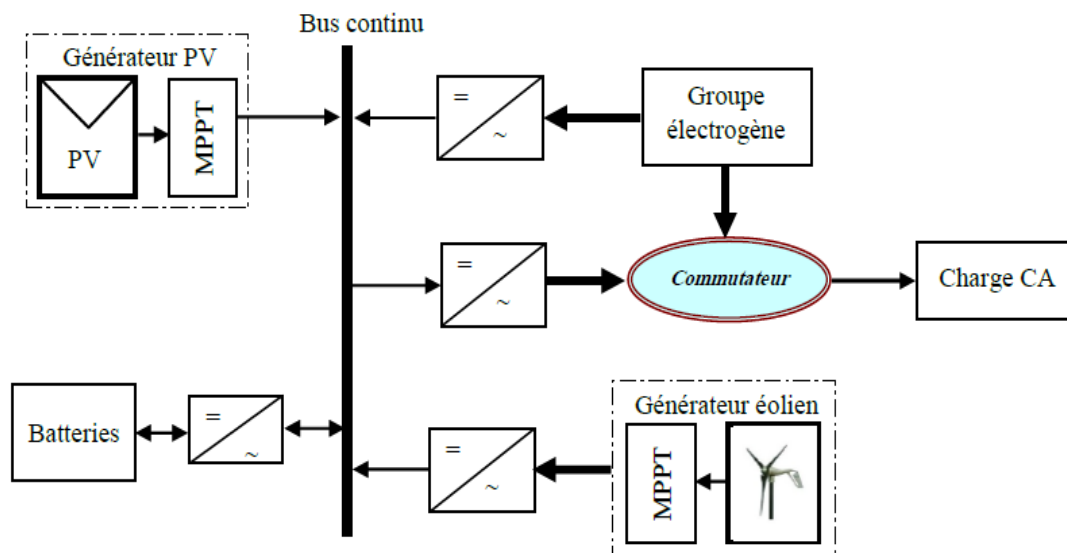 Bus continu
Générateur PV
PV
MPPT
=
~
Groupe
électrogène
=
~
Commutateur
Charge CA
Batteries
=
~
Générateur éolien
=
~
MPPT